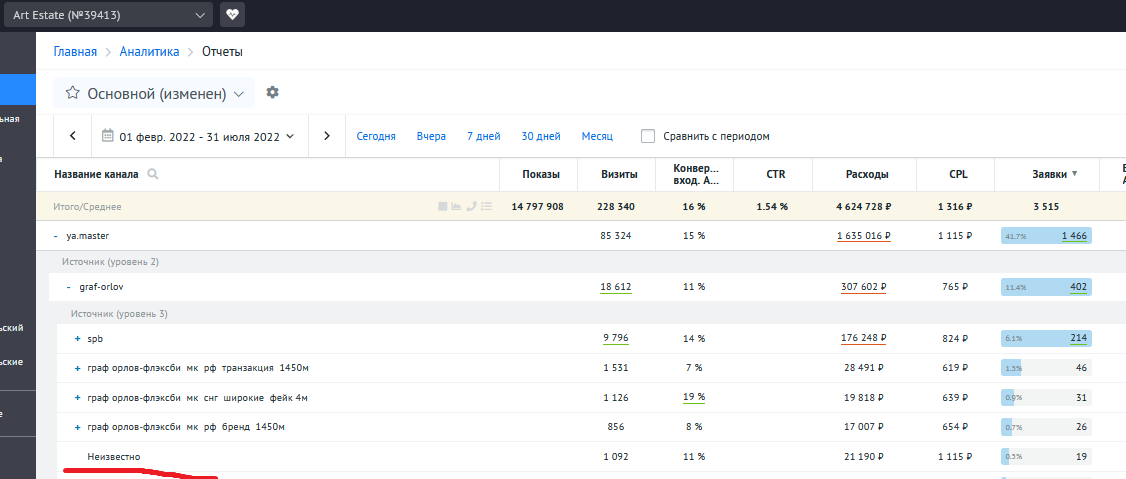 Art Estate (№39413)
Главная > Аналитика > Отчеты
Основной (изменен)
01 февр. 2022 - 31 июля 2022 Сегодня Вчера 7 дней 30 дней Месяц Сравнить с периодом
Название канала Показы Визиты Конвер... вход. А... CTR Расходы CPL Заявки
Итого/Среднее 14 797 908 228 340 16 % 1.54 % 4 624 728 ₽ 1 316 ₽ 3 515
- ya.master 85 324 15 % 1 635 016 ₽ 1 115 ₽ 41.7% 1 466
Источник (уровень 2)
- graf-orlov 18 612 11 % 307 602 ₽ 765 ₽ 11.4% 402
Источник (уровень 3)
+ spb 9 796 14 % 176 248 ₽ 824 ₽ 6.1% 214
+ граф орлов-флэксби мк рф транзакция 1450м 1 531 7 % 28 491 ₽ 619 ₽ 1.3% 46
+ граф орлов-флэксби мк снг широкие фейк 4м 1 126 19 % 19 818 ₽ 639 ₽ 0.9% 31
+ граф орлов-флэксби мк рф бренд 1450м 856 8 % 17 007 ₽ 654 ₽ 0.7% 26
Неизвестно 1 092 11 % 21 190 ₽ 1 115 ₽ 0.5% 19
льная
а
ьский
ьские
е